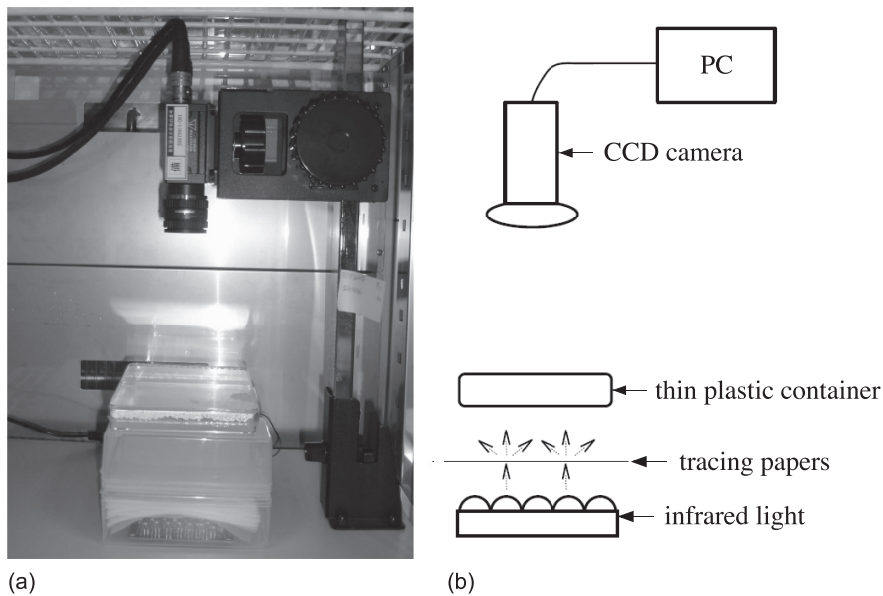 PC
CCD camera
thin plastic container
tracing papers
infrared light
(a)
(b)